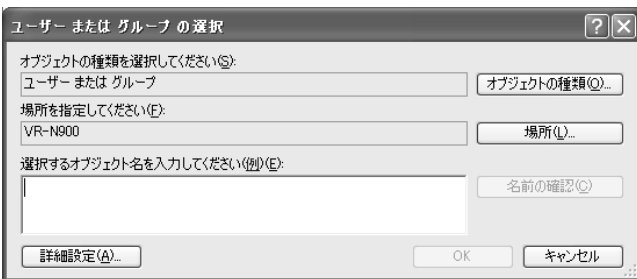 ユーザー または グループ の選択
オブジェクトの種類を選択してください(S):
ユーザー または グループ
オブジェクトの種類(O)...
場所を指定してください(F):
VR-N900
場所(L)...
選択するオブジェクト名を入力してください(例)(E):
名前の確認(C)
詳細設定(A)...
OK
キャンセル